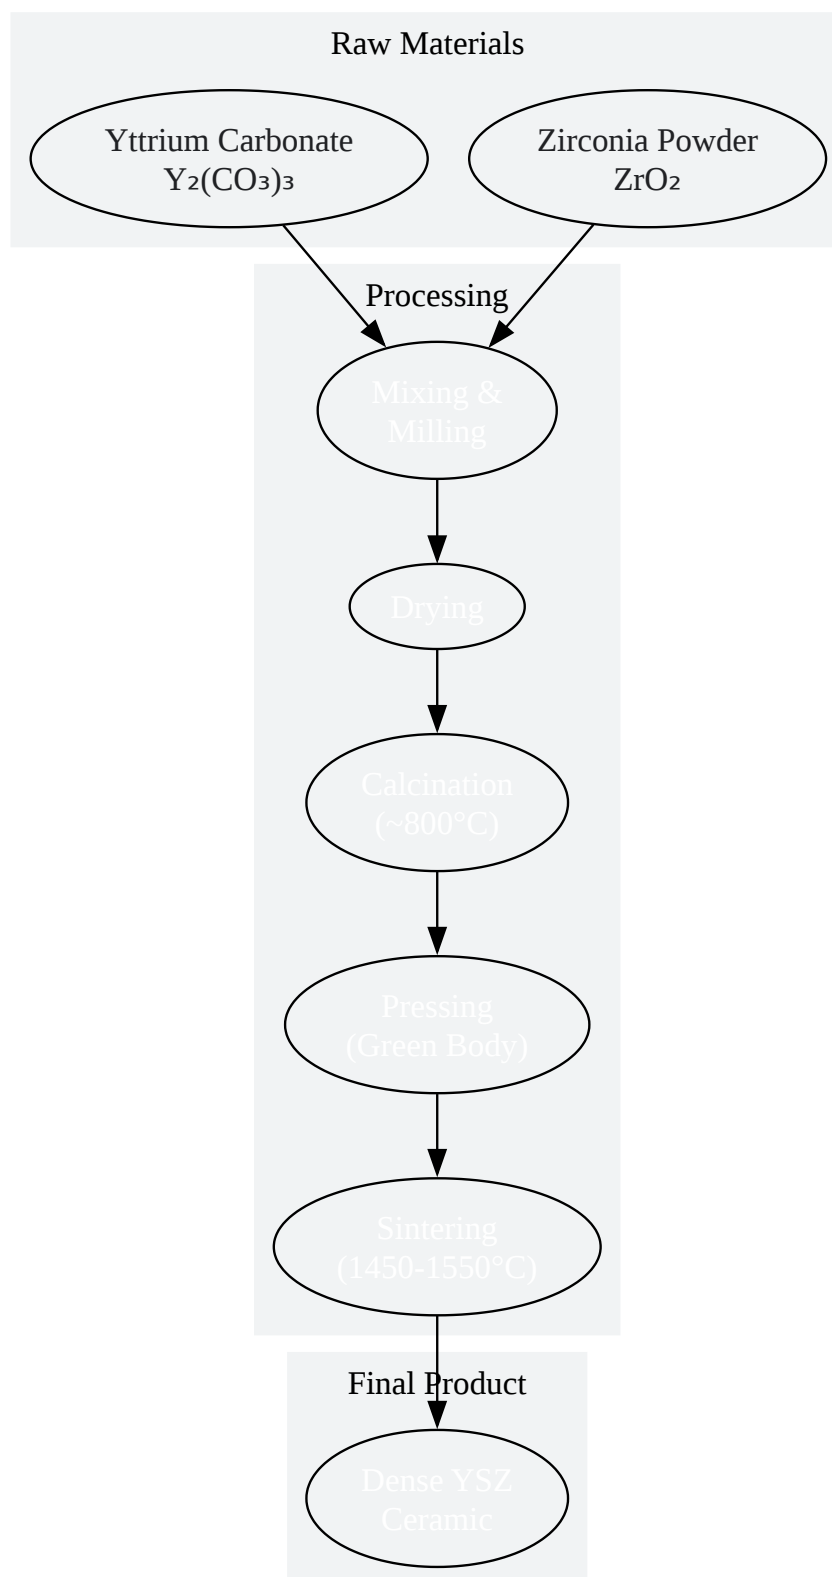 Raw Materials
Yttrium Carbonate
Y₂(CO₃)₃
Zirconia Powder
ZrO₂
Processing
Mixing &
Milling
Drying
Calcination
(~800°C)
Pressing
(Green Body)
Sintering
(1450-1550°C)
Final Product
Dense YSZ
Ceramic